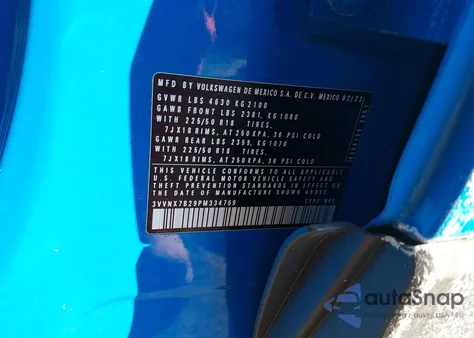 MFD BY VOLKSWAGEN DE MEXICO S.A. DE C.V. MEXICO 02/23
GVWR LBS 4630 KG 2100
GAWR FRONT LBS 2381, KG 1080
WITH 225/50 R18 TIRES,
7JX18 RIMS, AT 250 KPA, 36 PSI COLD
GAWR REAR LBS 2359, KG 1070
WITH 225/50 R18 TIRES,
7JX18 RIMS, AT 250 KPA, 36 PSI COLD
THIS VEHICLE CONFORMS TO ALL APPLICABLE
U.S. FEDERAL MOTOR VEHICLE SAFETY AND
THEFT PREVENTION STANDARDS IN EFFECT ON
THE DATE OF MANUFACTURE SHOWN ABOVE.
3VVNX7B29PM334769
TYPE: MPV
autoSnap